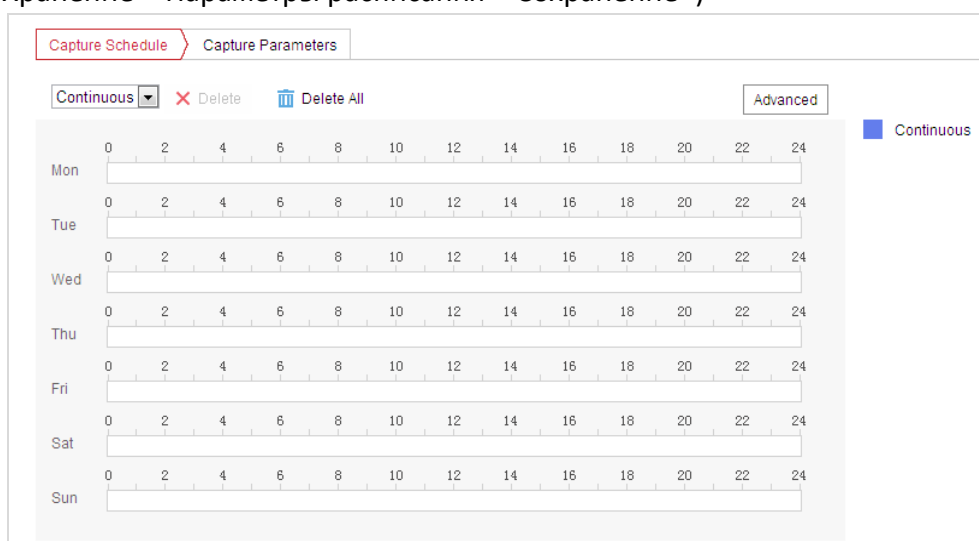 Capture Schedule Capture Parameters
Continuous Delete Delete All Advanced
Continuous
0 2 4 6 8 10 12 14 16 18 20 22 24
Mon
0 2 4 6 8 10 12 14 16 18 20 22 24
Tue
0 2 4 6 8 10 12 14 16 18 20 22 24
Wed
0 2 4 6 8 10 12 14 16 18 20 22 24
Thu
0 2 4 6 8 10 12 14 16 18 20 22 24
Fri
0 2 4 6 8 10 12 14 16 18 20 22 24
Sat
0 2 4 6 8 10 12 14 16 18 20 22 24
Sun